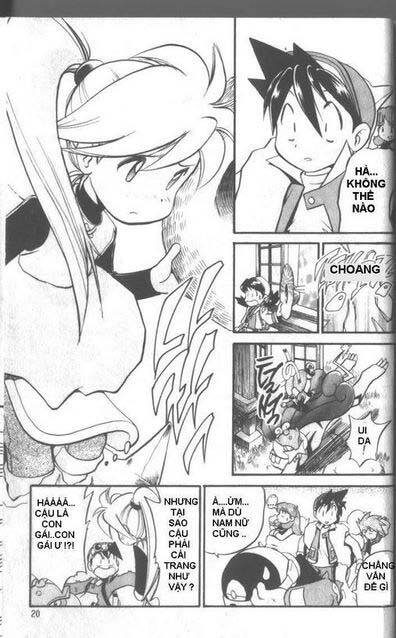 HẢ...
KHÔNG
THỂ
NÀO
CHOANG
UI
DA
Á...ỪM...
MÀ DÙ
NAM NỮ
CŨNG ..
CHẲNG
VẤN
ĐỀ GÌ
NHƯNG
TẠI
SAO
CẬU PHẢI
CẢI
TRANG
NHƯ
VẬY ?
HẢẢẢẢ...
CẬU LÀ
CON
GÁI..CON
GÁI Ư !?!
20